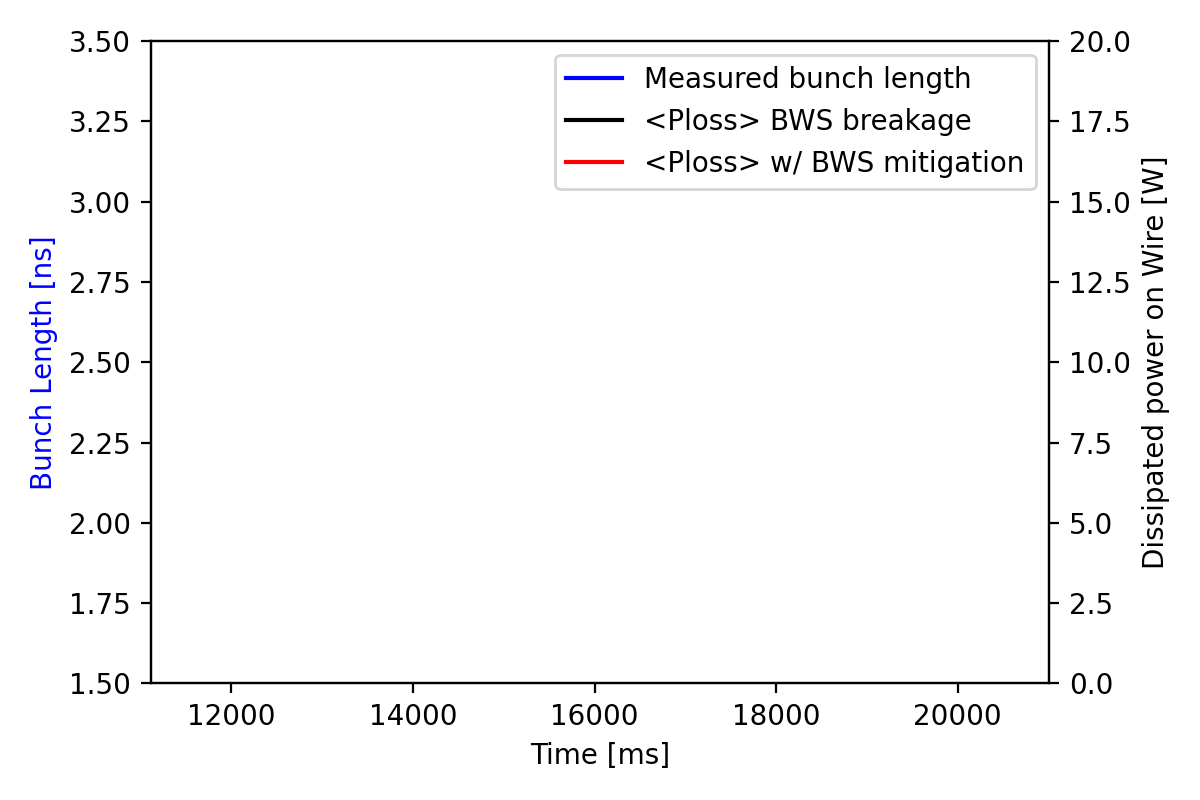 3.50
3.25
3.00
2.75
2.50
2.25
2.00
1.75
1.50
Bunch Length [ns]
Measured bunch length
<Ploss> BWS breakage
<Ploss> w/ BWS mitigation
20.0
17.5
15.0
12.5
10.0
7.5
5.0
2.5
0.0
Dissipated power on Wire [W]
12000 14000 16000 18000 20000
Time [ms]